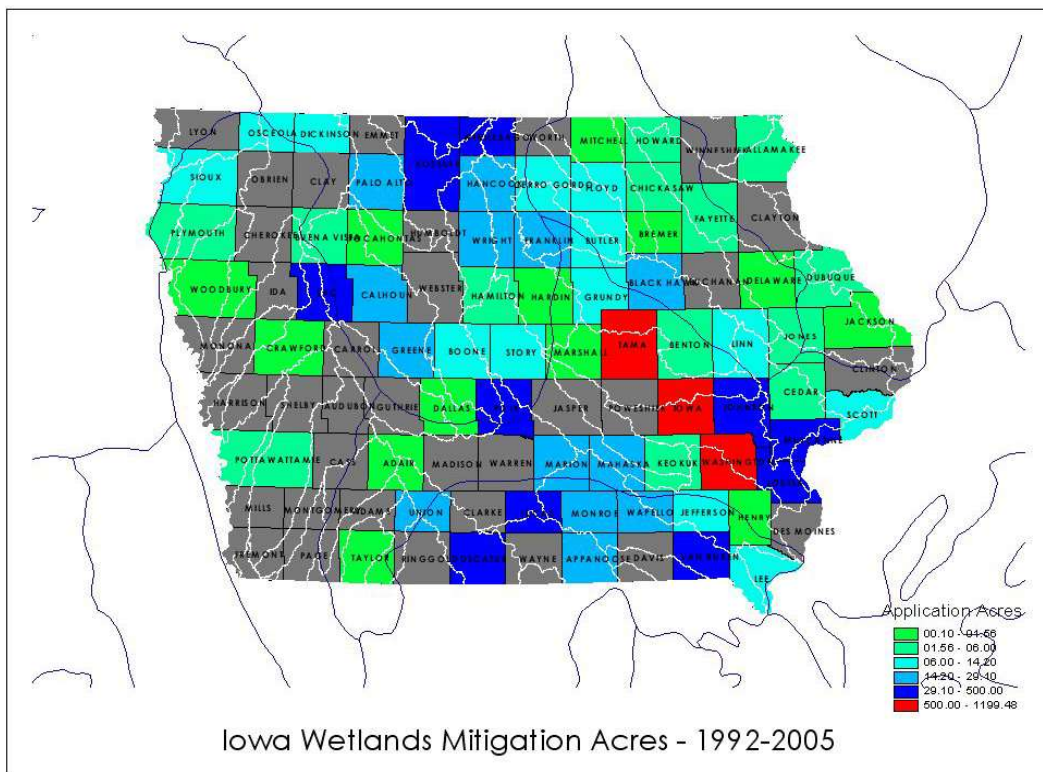 LYON OSCEOLA DICKINSON EMMET WORTH MITCHELL HOWARD WINNESHIEK ALLAMAKEE
SIOUX OBRIEN CLAY PALO ALTO HANCOCK CERRO GORDO FLOYD CHICKASAW
PLYMOUTH CHEROKEE BUENA VISTA POCAHONTAS HUMBOLDT WRIGHT FRANKLIN BUTLER BREMER FAYETTE CLAYTON
WOODBURY IDA CALHOUN WEBSTER HAMILTON HARDIN GRUNDY BLACK HAWK BUCHANAN DELAWARE DUBUQUE
MONONA CRAWFORD CARROLL GREENE BOONE STORY MARSHALL TAMA BENTON LINN JONES JACKSON
CLINTON
HARRISON SHELBY AUDUBON GUTHRIE DALLAS POLK JASPER POWESHIEK IOWA JOHNSON CEDAR SCOTT
POTTAWATTAMIE CASS ADAIR MADISON WARREN MARION MAHASKA KEOKUK WASHINGTON
MILLS MONTGOMERY ADAMS UNION CLARKE MONROE WAPELLO JEFFERSON HENRY DES MOINES
FREMONT PAGE TAYLOR RINGGOLD DECATUR WAYNE APPANOOSE DAVIS VAN BUREN LEE
Application Acres
00.10 - 01.56
01.56 - 06.00
06.00 - 14.20
14.20 - 29.10
29.10 - 500.00
500.00 - 1199.48
Iowa Wetlands Mitigation Acres - 1992-2005